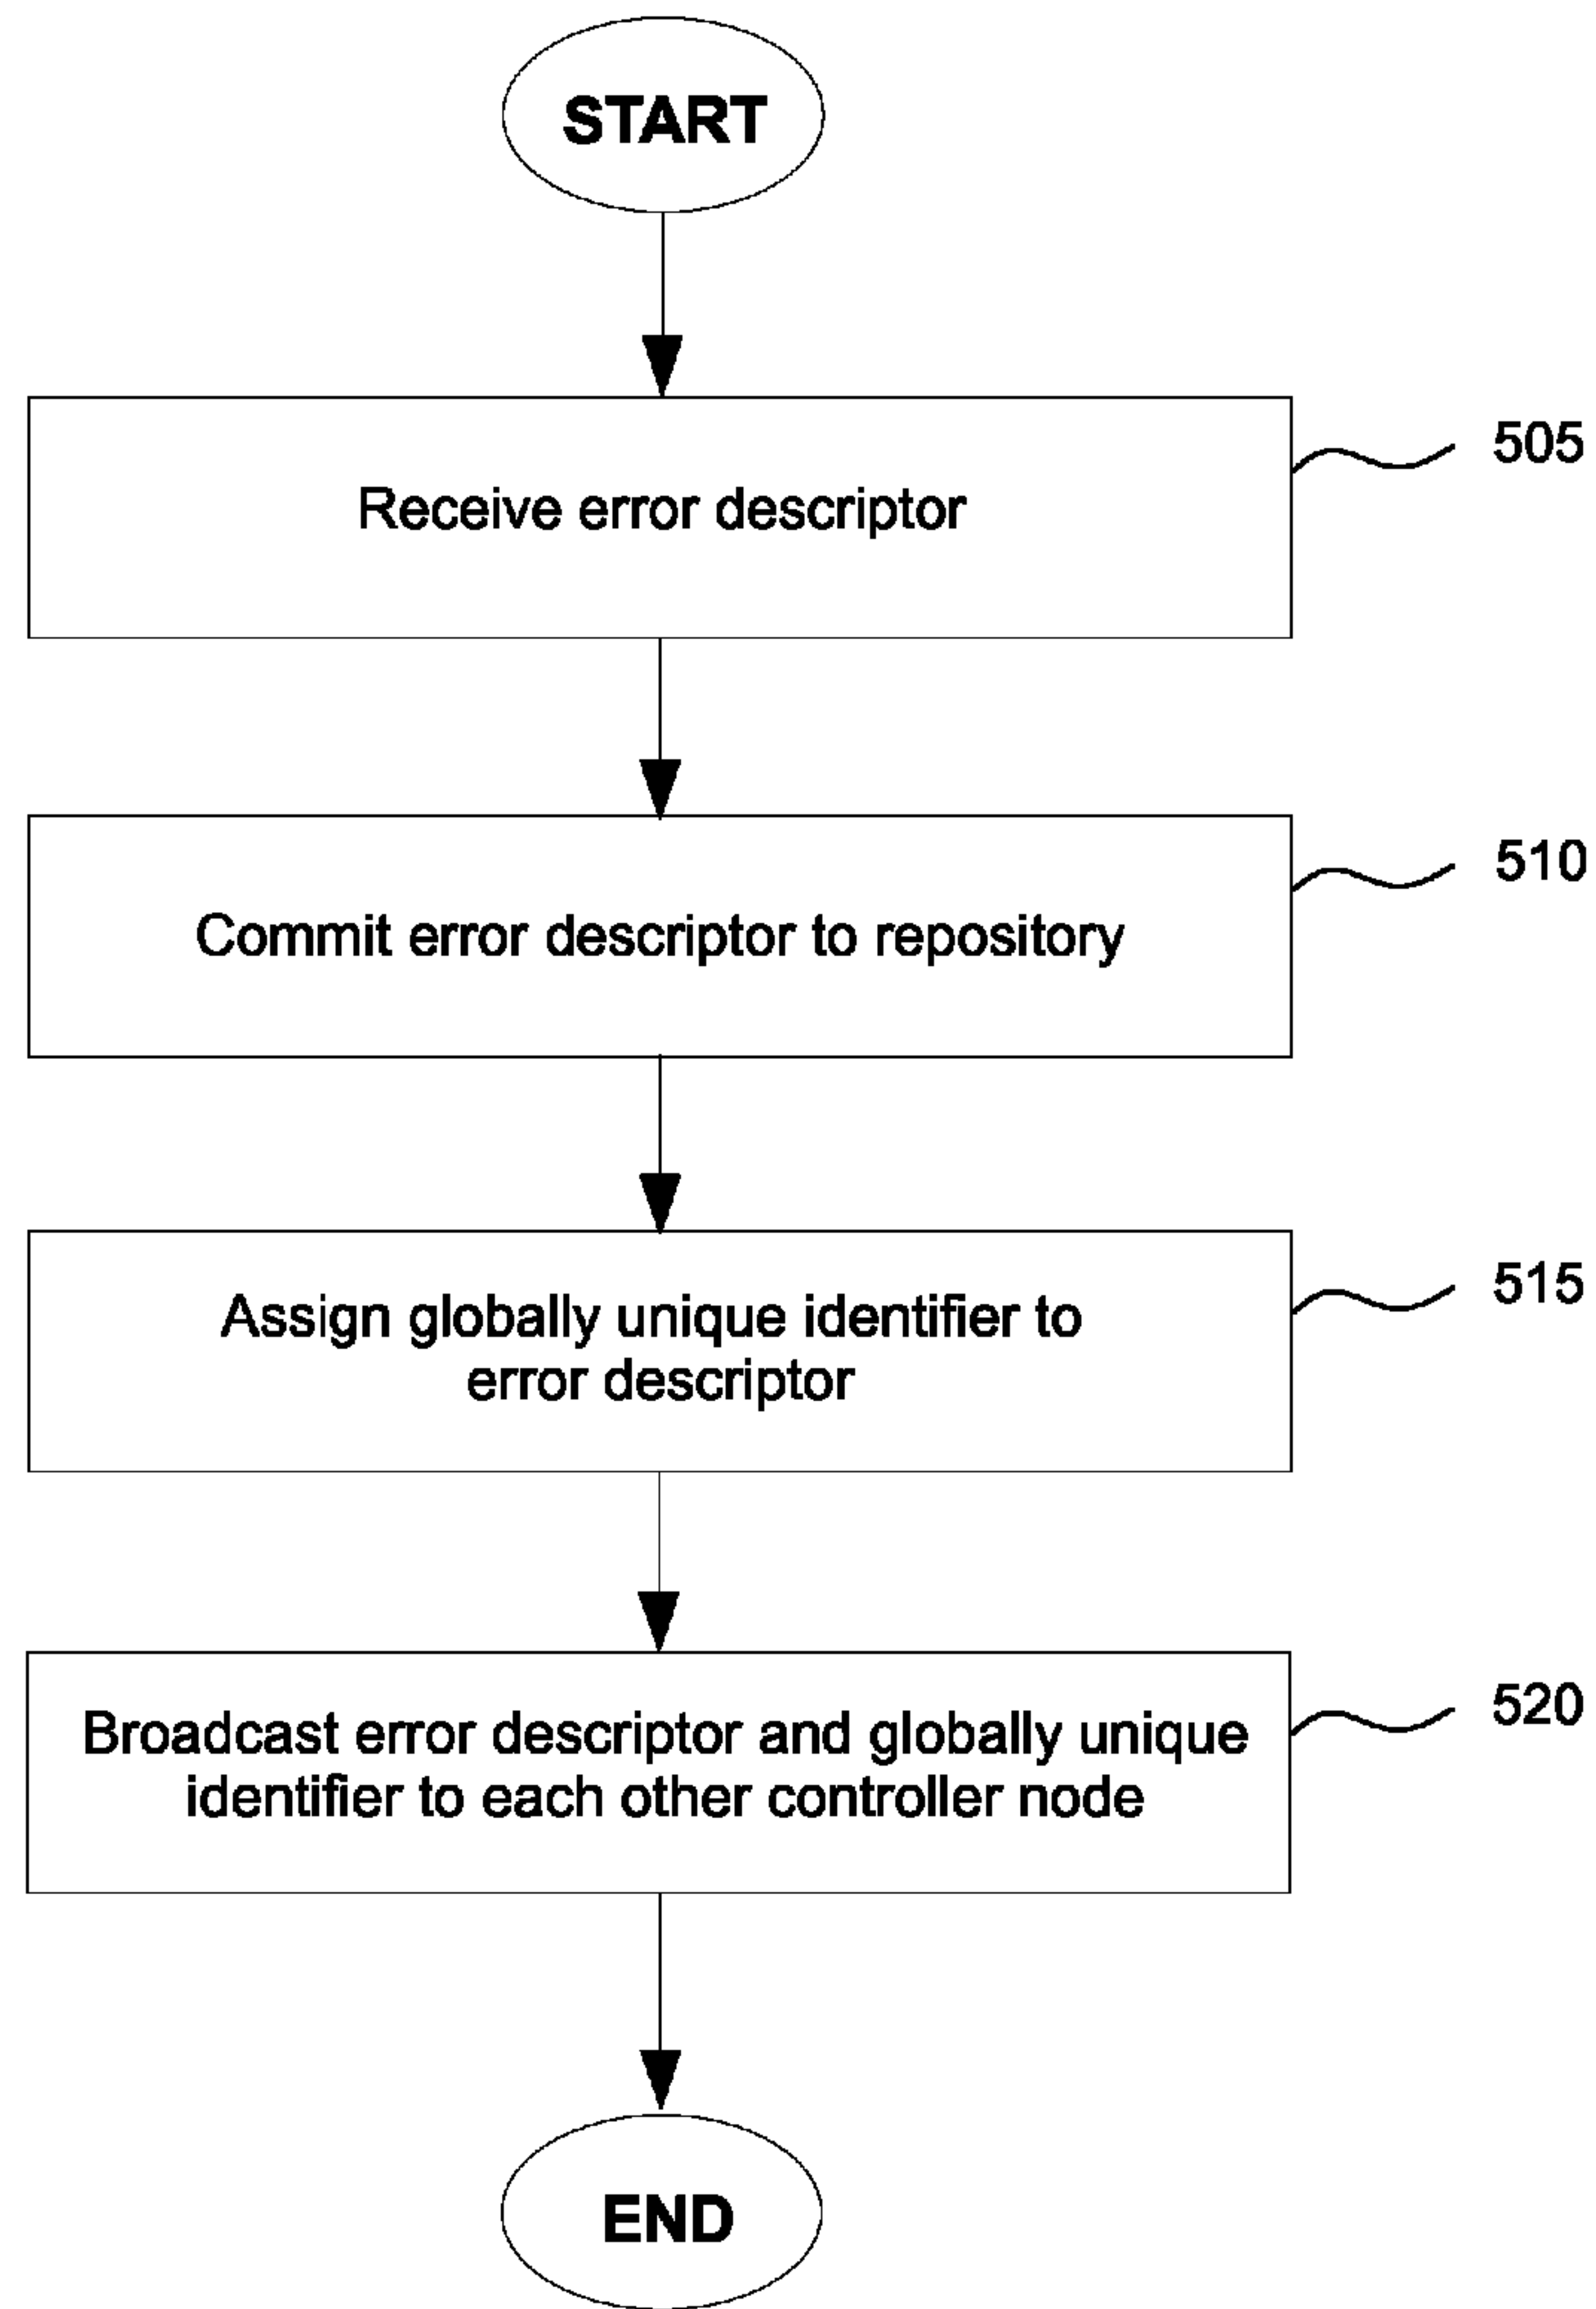 START
Receive error descriptor
505
Commit error descriptor to repository
510
Assign globally unique identifier to
error descriptor
515
Broadcast error descriptor and globally unique
identifier to each other controller node
520
END